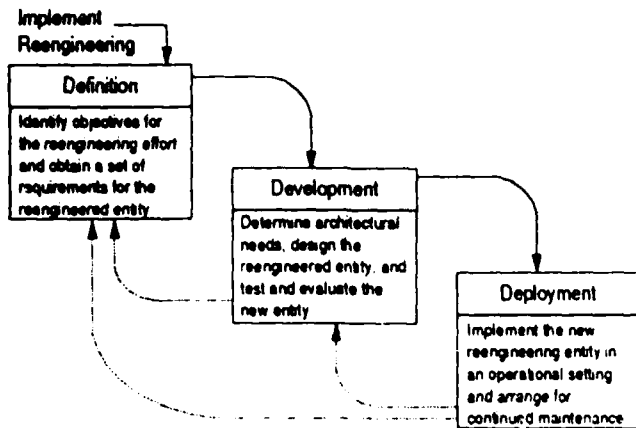 Implement
Reengineering
Definition
Identify objectives for
the reengineering effort
and obtain a set of
rsquirements for the
reengineered entity
Development
Determine architectural
needs, design the
reengineered entity, and
test and evaluate the
new entity
Deployment
Implement the new
reengineering entity in
an operational setting
and arrange for
continued maintenance